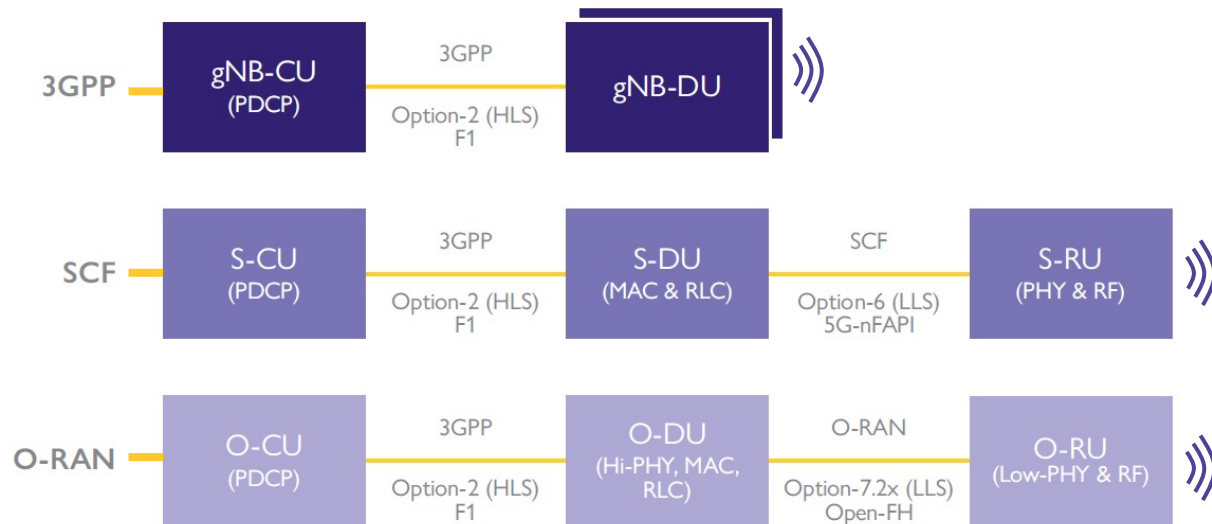 3GPP
gNB-CU
(PDCP)
3GPP
Option-2 (HLS)
F1
gNB-DU
SCF
S-CU
(PDCP)
3GPP
Option-2 (HLS)
F1
S-DU
(MAC & RLC)
SCF
Option-6 (LLS)
5G-nFAPI
S-RU
(PHY & RF)
O-RAN
O-CU
(PDCP)
3GPP
Option-2 (HLS)
F1
O-DU
(Hi-PHY, MAC,
RLC)
O-RAN
Option-7.2x (LLS)
Open-FH
O-RU
(Low-PHY & RF)